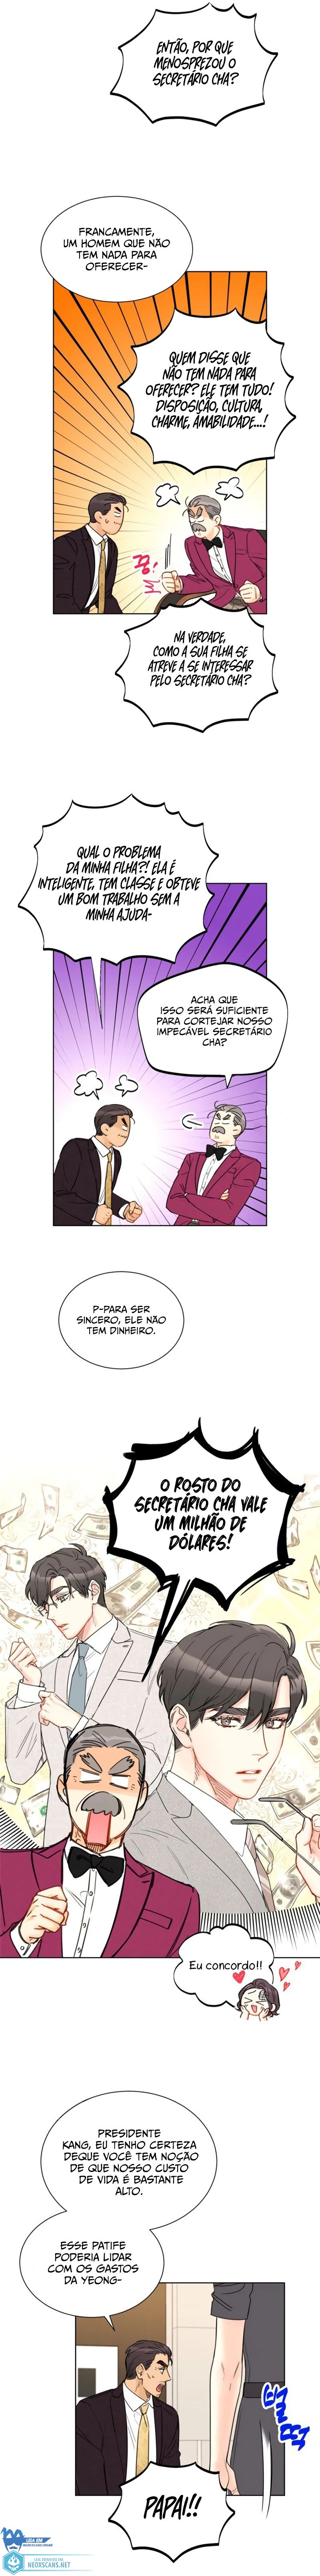 ENTÃO, POR QUE
MENOSPREZOU O
SECRETÁRIO CHA?
FRANCAMENTE,
UM HOMEM QUE NÃO
TEM NADA PARA
OFERECER-
QUEM DISSE QUE
NÃO TEM NADA PARA
OFERECER? ELE TEM TUDO!
DISPOSIÇÃO, CULTURA,
CHARME, AMABILIDADE...!
쾅!
NA VERDADE,
COMO A SUA FILHA SE
ATREVE A SE INTERESSAR
PELO SECRETÁRIO CHA?
QUAL O PROBLEMA
DA MINHA FILHA?! ELA É
INTELIGENTE, TEM CLASSE E OBTEVE
UM BOM TRABALHO SEM A
MINHA AJUDA-
ACHA QUE
ISSO SERÁ SUFICIENTE
PARA CORTEJAR NOSSO
IMPECÁVEL SECRETÁRIO
CHA?
P-PARA SER
SINCERO, ELE NÃO
TEM DINHEIRO.
O ROSTO DO
SECRETÁRIO CHA VALE
UM MILHÃO DE
DÓLARES!
Eu concordo!!
PRESIDENTE
KANG, EU TENHO CERTEZA
DEQUE VOCÊ TEM NOÇÃO
DE QUE NOSSO CUSTO
DE VIDA É BASTANTE
ALTO.
ESSE PATIFE
PODERIA LIDAR
COM OS GASTOS
DA YEONG-
벌떡
PAPAI!!
LEIA EM
NEOXSCANS.NET